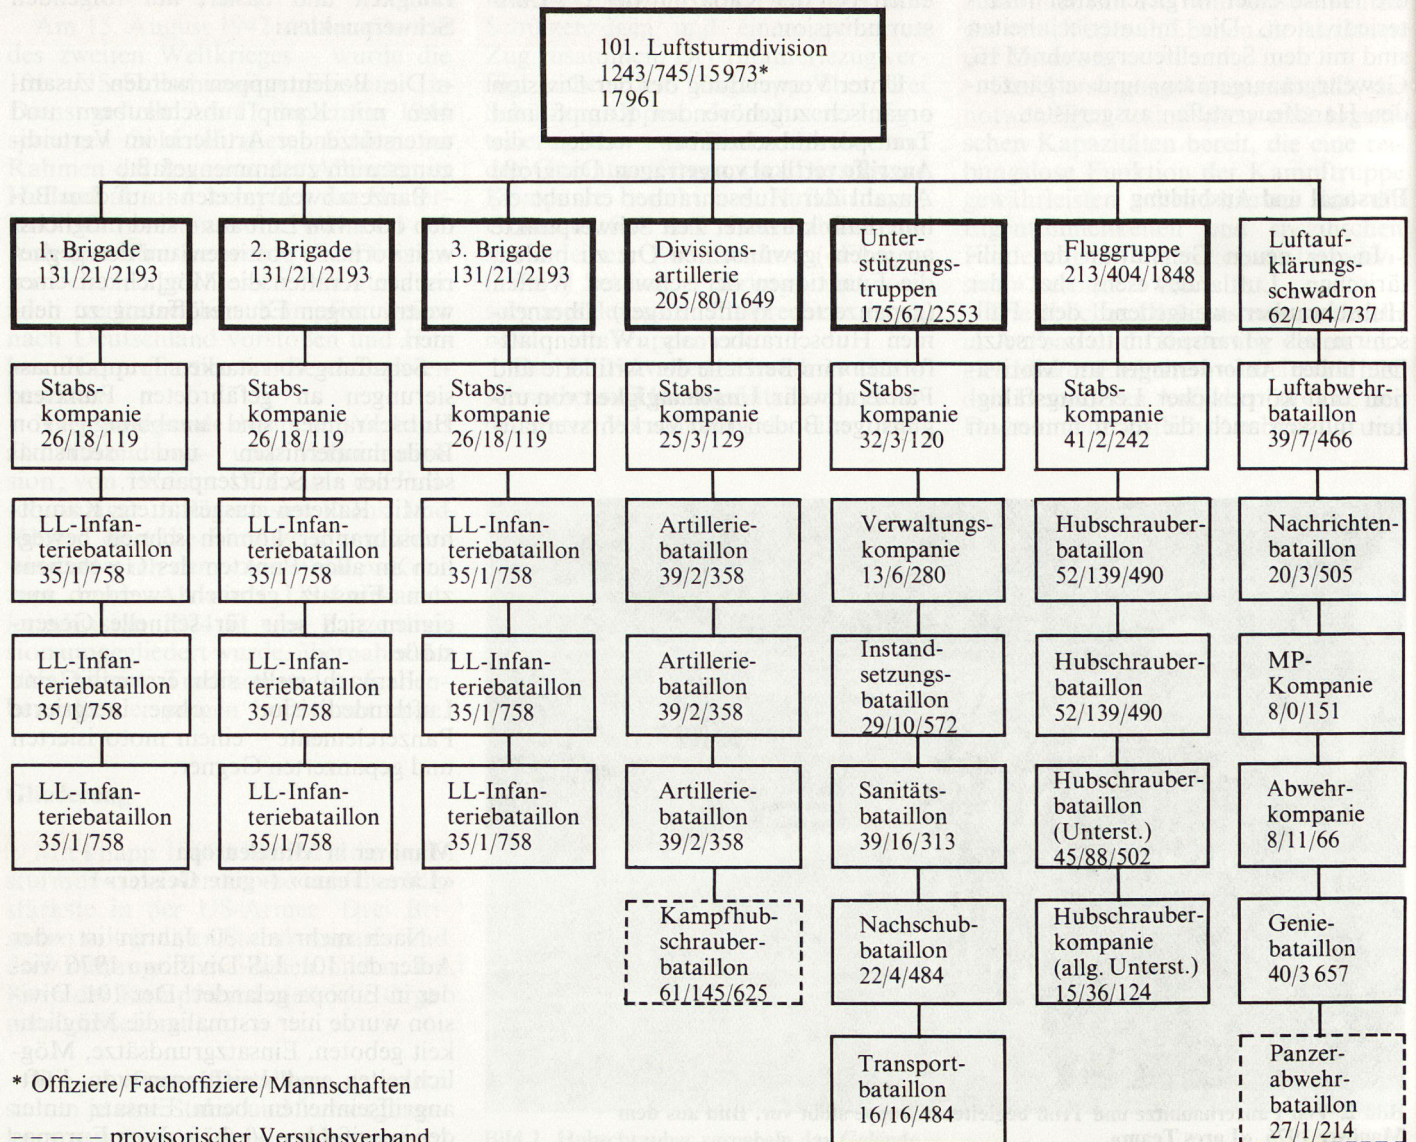 101. Luftsturmdivision
1243/745/15973*
17961
1. Brigade
131/21/2193
2. Brigade
131/21/2193
3. Brigade
131/21/2193
Divisions-
artillerie
205/80/1649
Unter-
stützungs-
truppen
175/67/2553
Fluggruppe
213/404/1848
Luftauf-
klärungs-
schwadron
62/104/737
Stabs-
kompanie
26/18/119
Stabs-
kompanie
26/18/119
Stabs-
kompanie
26/18/119
Stabs-
kompanie
25/3/129
Stabs-
kompanie
32/3/120
Stabs-
kompanie
41/2/242
Luftabwehr-
bataillon
39/7/466
LL-Infan-
teriebataillon
35/1/758
LL-Infan-
teriebataillon
35/1/758
LL-Infan-
teriebataillon
35/1/758
Artillerie-
bataillon
39/2/358
Verwaltungs-
kompanie
13/6/280
Hubschrauber-
bataillon
52/139/490
Nachrichten-
bataillon
20/3/505
LL-Infan-
teriebataillon
35/1/758
LL-Infan-
teriebataillon
35/1/758
LL-Infan-
teriebataillon
35/1/758
Artillerie-
bataillon
39/2/358
Instand-
setzungs-
bataillon
29/10/572
Hubschrauber-
bataillon
52/139/490
MP-
Kompanie
8/0/151
LL-Infan-
teriebataillon
35/1/758
LL-Infan-
teriebataillon
35/1/758
LL-Infan-
teriebataillon
35/1/758
Artillerie-
bataillon
39/2/358
Sanitäts-
bataillon
39/16/313
Hubschrauber-
bataillon
(Unterst.)
45/88/502
Abwehr-
kompanie
8/11/66
Kampfhub-
schrauber-
bataillon
61/145/625
Nachschub-
bataillon
22/4/484
Hubschrauber-
kompanie
(allg. Unterst.)
15/36/124
Genie-
bataillon
40/3 657
Transport-
bataillon
16/16/484
Panzer-
abwehr-
bataillon
27/1/214
* Offiziere/Fachoffiziere/Mannschaften
– – – – – provisorischer Versuchsverband